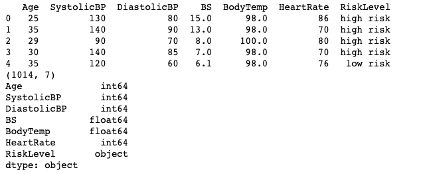 Age SystolicBP DiastolicBP BS BodyTemp HeartRate RiskLevel
0 25 130 80 15.0 98.0 86 high risk
1 35 140 90 13.0 98.0 70 high risk
2 29 90 70 8.0 100.0 80 high risk
3 30 140 85 7.0 98.0 70 high risk
4 35 120 60 6.1 98.0 76 low risk
(1014, 7)
Age int64
SystolicBP int64
DiastolicBP int64
BS float64
BodyTemp float64
HeartRate int64
RiskLevel object
dtype: object